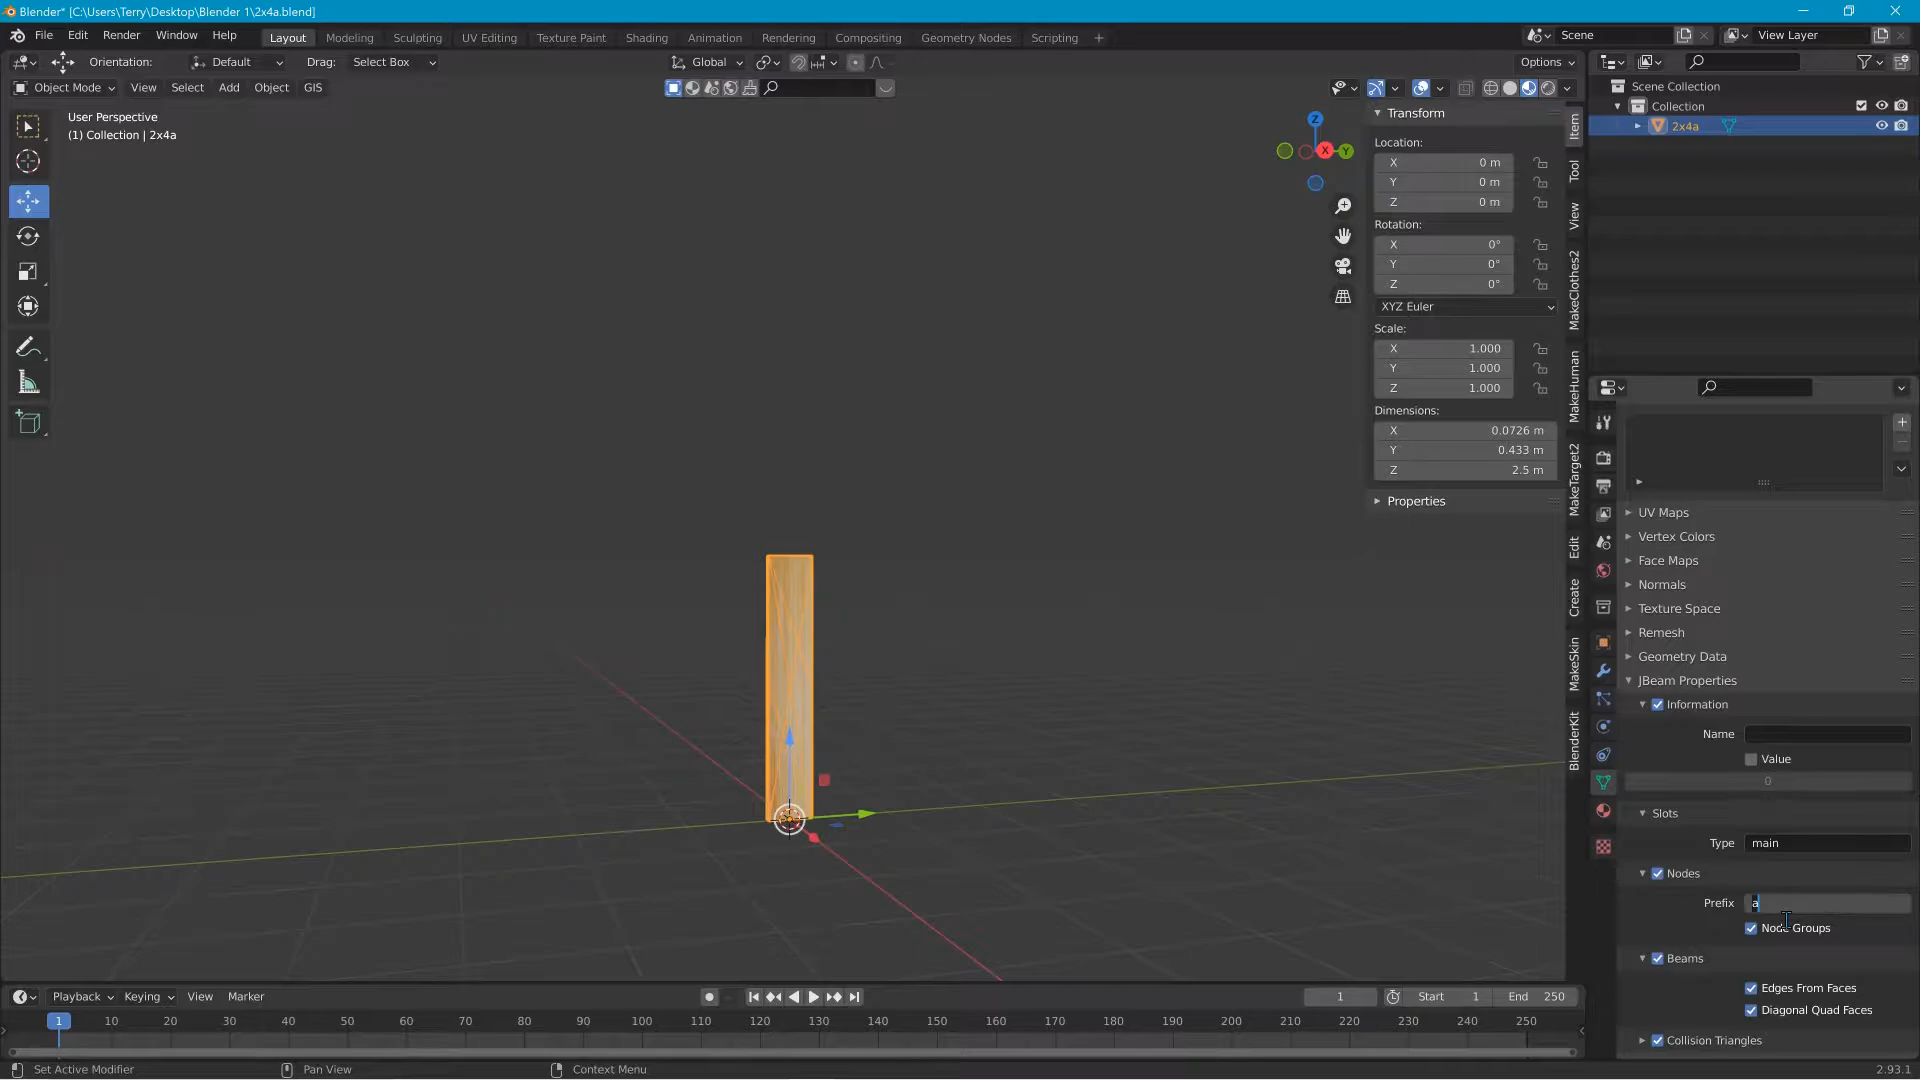 Blender* [C:\Users\Terry\Desktop\Blender 1\2x4a.blend]
File Edit Render Window Help Layout Modeling Sculpting UV Editing Texture Paint Shading Animation Rendering Compositing Geometry Nodes Scripting + Scene View Layer
Orientation: Default Drag: Select Box Global Options
Object Mode View Select Add Object GIS
User Perspective
(1) Collection | 2x4a
Z
X
Y
Item
Tool
View
MakeClothes2
MakeHuman
MakeTarget2
Edit
Create
MakeSkin
BlenderKit
Transform
Location:
X 0 m
Y 0 m
Z 0 m
Rotation:
X 0°
Y 0°
Z 0°
XYZ Euler
Scale:
X 1.000
Y 1.000
Z 1.000
Dimensions:
X 0.0726 m
Y 0.433 m
Z 2.5 m
Properties
Scene Collection
Collection
2x4a
UV Maps
Vertex Colors
Face Maps
Normals
Texture Space
Remesh
Geometry Data
JBeam Properties
Information
Name
Value
0
Slots
Type main
Nodes
Prefix a
Node Groups
Beams
Edges From Faces
Diagonal Quad Faces
Collision Triangles
Playback Keying View Marker 1 Start 1 End 250
1 10 20 30 40 50 60 70 80 90 100 110 120 130 140 150 160 170 180 190 200 210 220 230 240 250
Set Active Modifier Pan View Context Menu 2.93.1